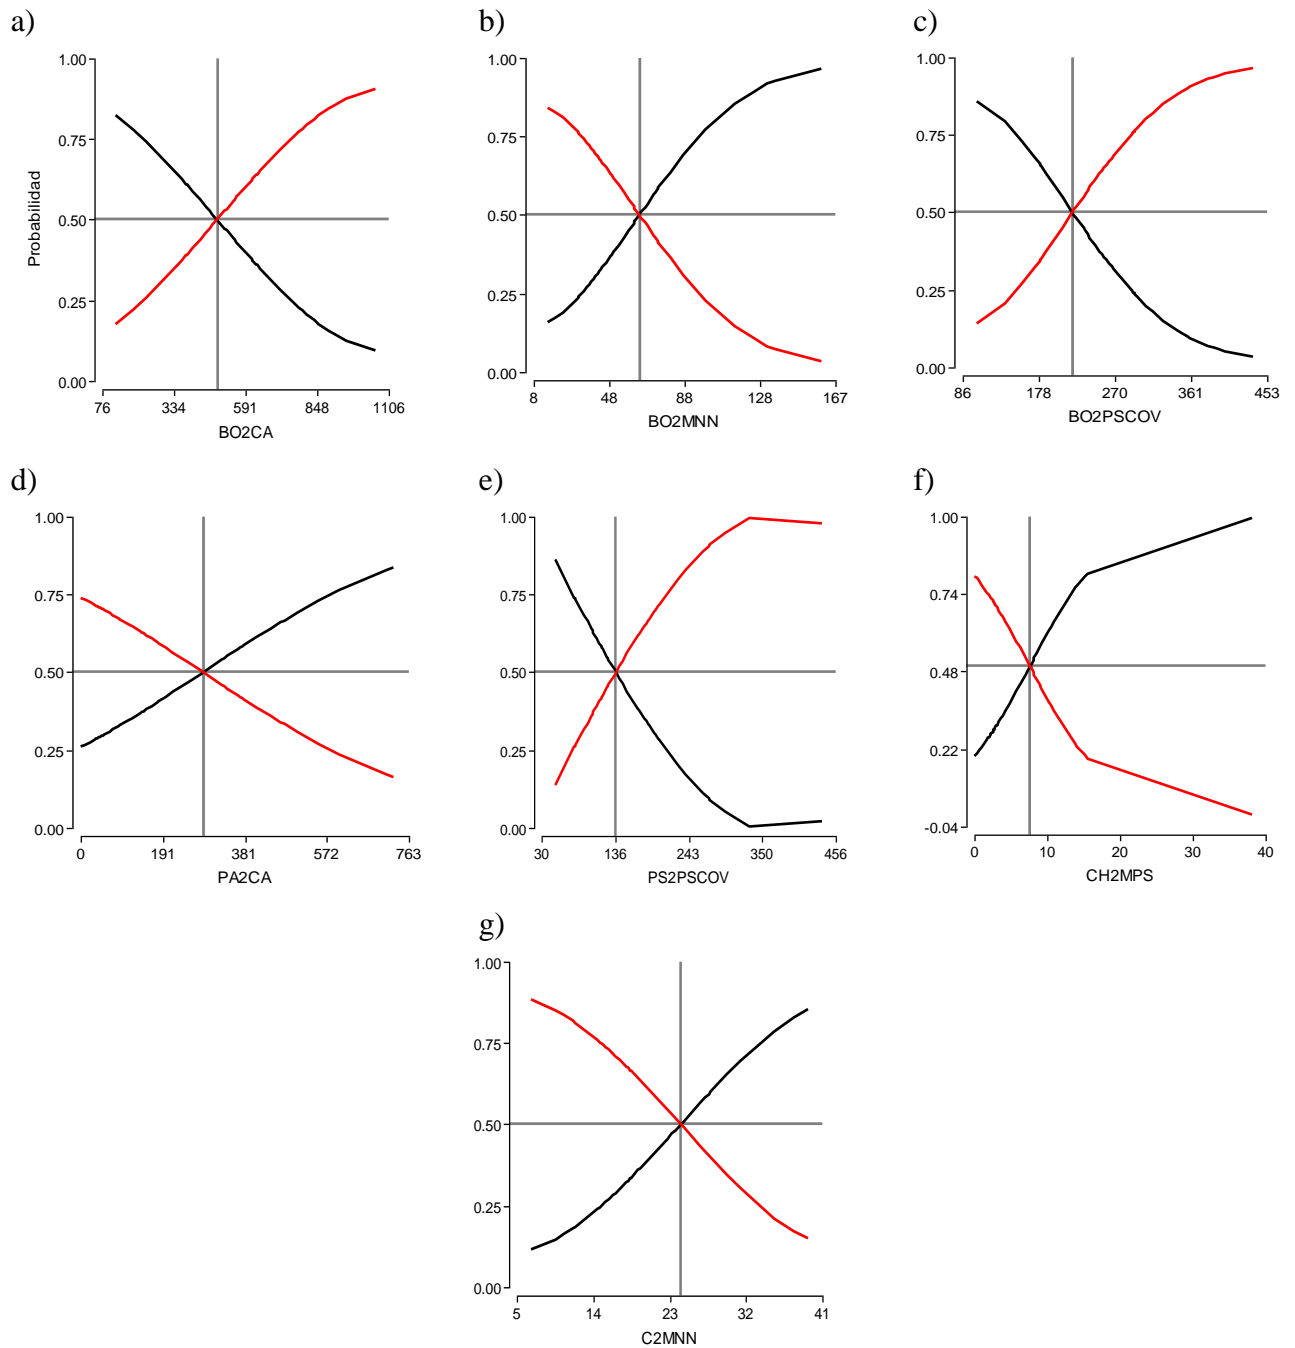 a)
1.00
0.75
0.50
0.25
0.00
Probabilidad
76 334 591 848 1106
BO2CA
b)
1.00
0.75
0.50
0.25
0.00
8 48 88 128 167
BO2MNN
c)
1.00
0.75
0.50
0.25
0.00
86 178 270 361 453
BO2PSCOV
d)
1.00
0.75
0.50
0.25
0.00
0 191 381 572 763
PA2CA
e)
1.00
0.75
0.50
0.25
0.00
30 136 243 350 456
PS2PSCOV
f)
1.00
0.74
0.48
0.22
-0.04
0 10 20 30 40
CH2MPS
g)
1.00
0.75
0.50
0.25
0.00
5 14 23 32 41
C2MNN